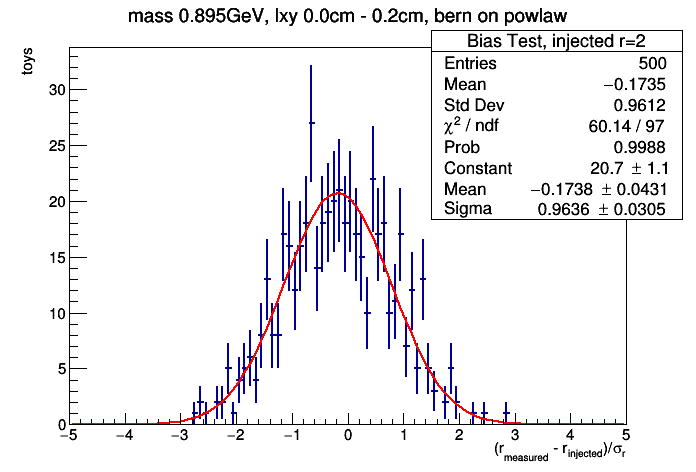 mass 0.895GeV, lxy 0.0cm - 0.2cm, bern on powlaw
Bias Test, injected r=2
Entries 500
Mean −0.1735
Std Dev 0.9612
χ² / ndf 60.14 / 97
Prob 0.9988
Constant 20.7 ± 1.1
Mean −0.1738 ± 0.0431
Sigma 0.9636 ± 0.0305
toys
30
25
20
15
10
5
0
−5 −4 −3 −2 −1 0 1 2 3 4 5
(r_measured - r_injected)/σ_r